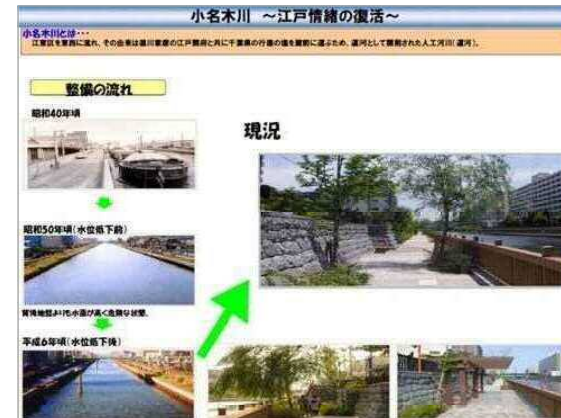 小名木川 ～江戸情緒の復活～
小名木川とは・・・
江東区を東西に流れ、その由来は徳川家康の江戸開府と共に千葉県の行徳の塩を江戸に運ぶため、運河として開削された人工河川(運河)。
整備の流れ
昭和40年頃
現況
昭和50年頃(水位低下前)
背後地盤よりも水面が高く危険な状態。
平成6年頃(水位低下後)